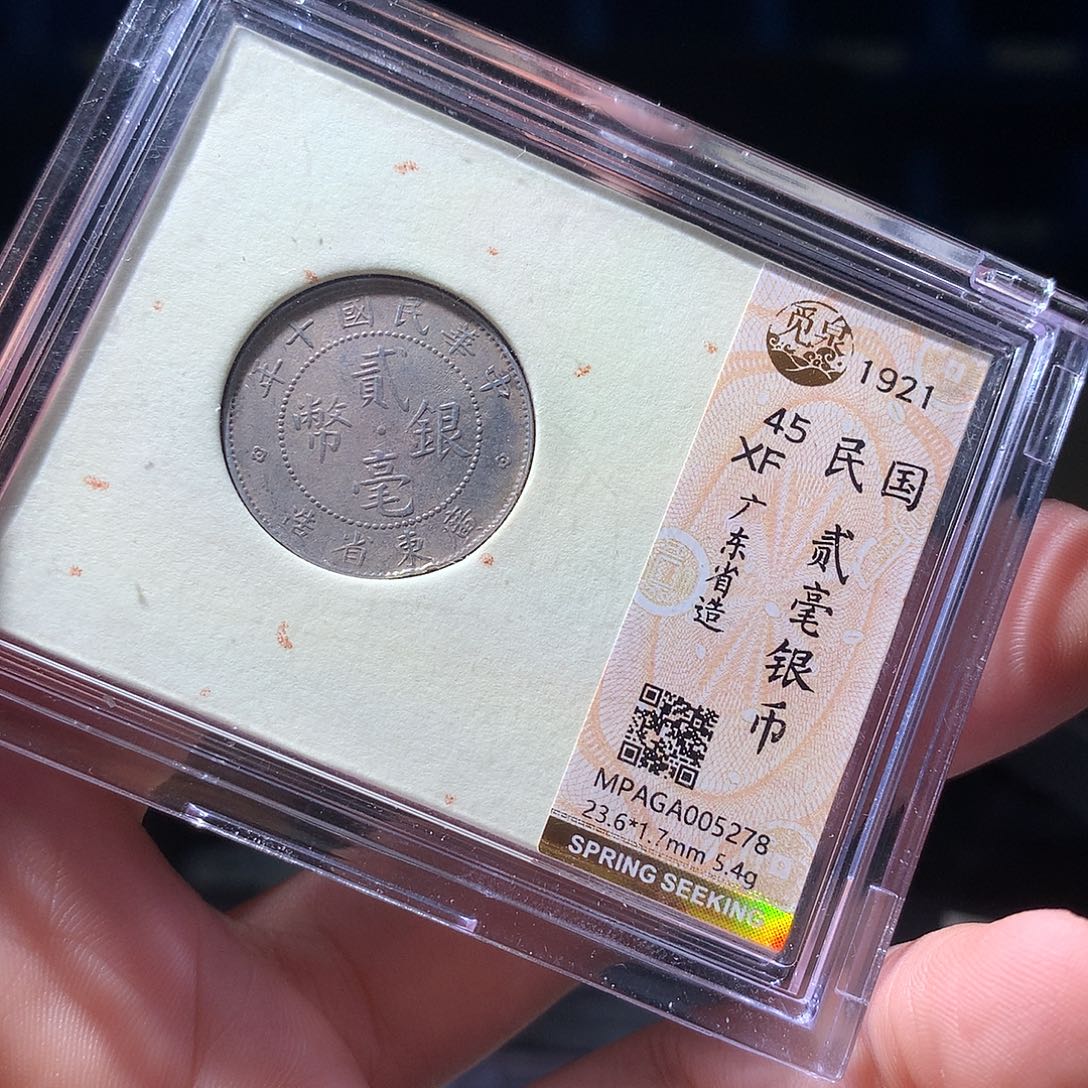 中華民國十年
貳毫銀幣
廣東省造
觅泉
1921
45
XF
民国
贰毫银币
广东省造
MPAGA005278
23.6*1.7mm 5.4g
SPRING SEEKING